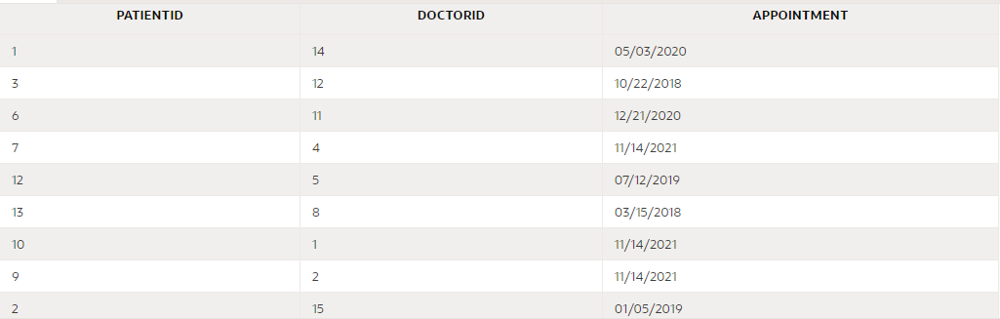 PATIENTID DOCTORID APPOINTMENT
1 14 05/03/2020
3 12 10/22/2018
6 11 12/21/2020
7 4 11/14/2021
12 5 07/12/2019
13 8 03/15/2018
10 1 11/14/2021
9 2 11/14/2021
2 15 01/05/2019